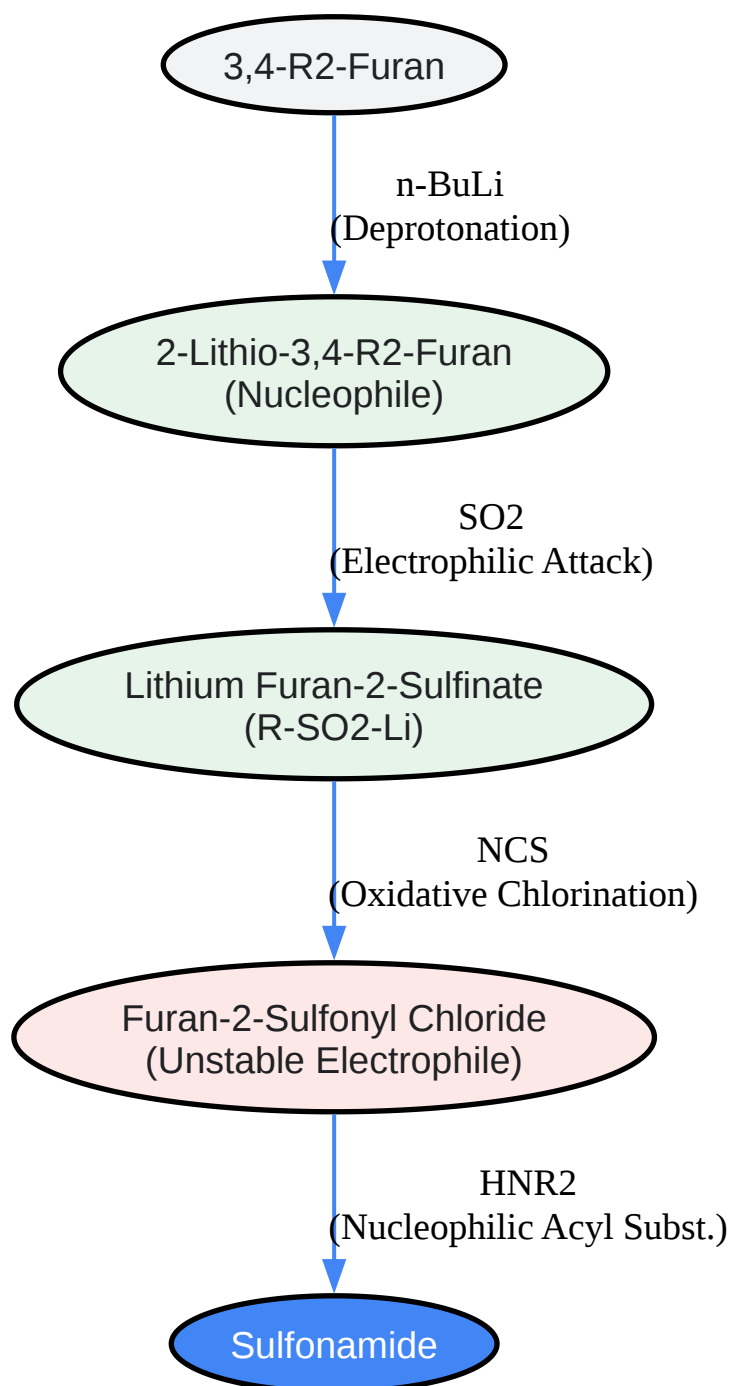 3,4-R2-Furan
n-BuLi
(Deprotonation)
2-Lithio-3,4-R2-Furan
(Nucleophile)
SO2
(Electrophilic Attack)
Lithium Furan-2-Sulfinate
(R-SO2-Li)
NCS
(Oxidative Chlorination)
Furan-2-Sulfonyl Chloride
(Unstable Electrophile)
HNR2
(Nucleophilic Acyl Subst.)
Sulfonamide